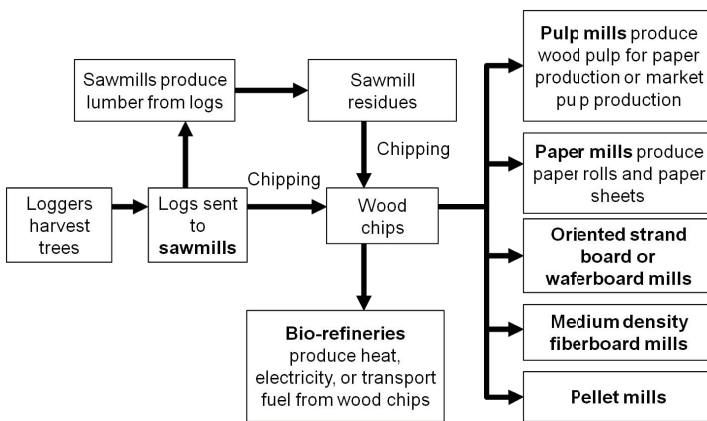 Pulp mills produce
wood pulp for paper
production or market
pup production
Sawmills produce
lumber from logs
Sawmill
residues
Chipping
Paper mills produce
paper rolls and paper
sheets
Chipping
Loggers
harvest
trees
Logs sent
to
sawmills
Wood
chips
Oriented strand
board or
waferboard mills
Bio-refineries
produce heat,
electricity, or transport
fuel from wood chips
Medium density
fiberboard mills
Pellet mills